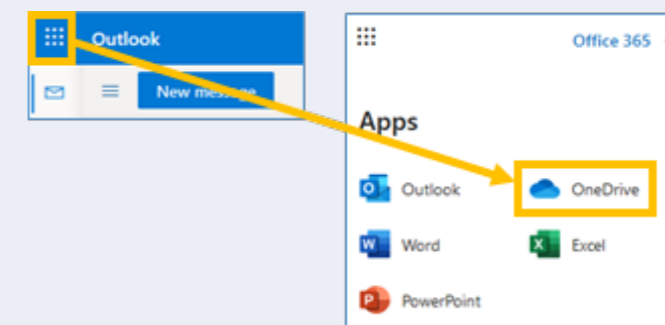 Outlook
New message
Office 365
Apps
Outlook
OneDrive
Word
Excel
PowerPoint